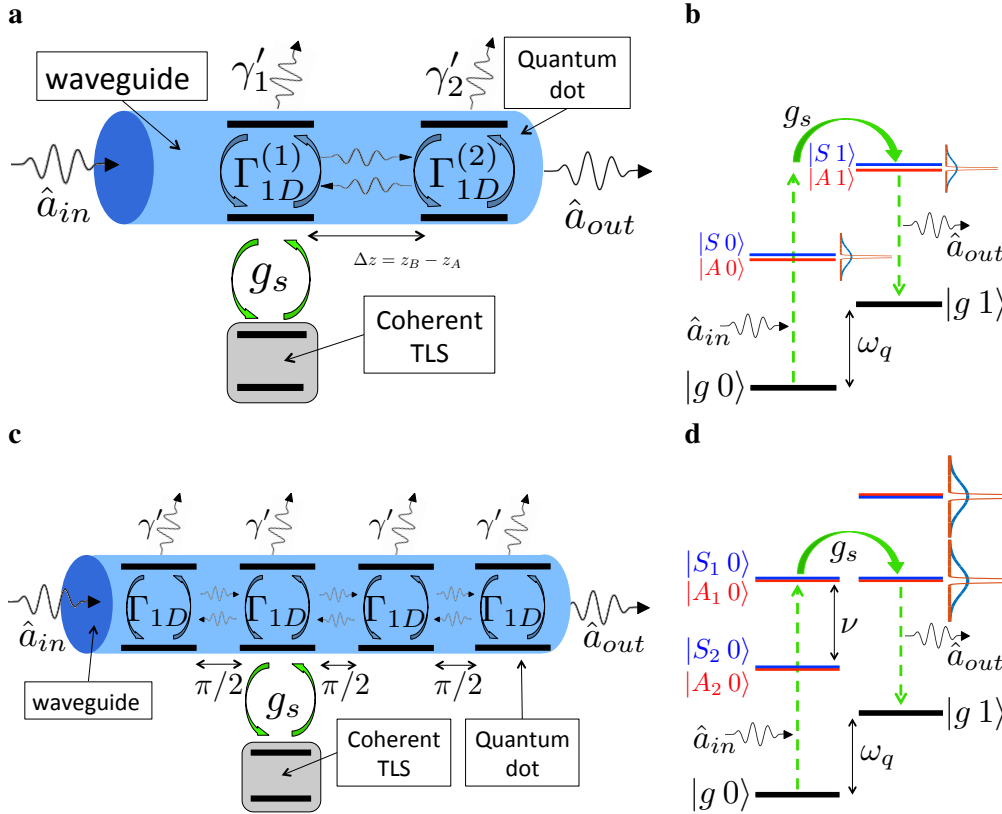 a
waveguide
γ′₁
γ′₂
Quantum
dot
Γ₁D⁽¹⁾
Γ₁D⁽²⁾
â_in
â_out
Δz = z_B − z_A
g_s
Coherent
TLS
b
g_s
|S 1⟩
|A 1⟩
â_out
|S 0⟩
|A 0⟩
|g 1⟩
â_in
ω_q
|g 0⟩
c
γ′
γ′
γ′
γ′
Γ₁D
Γ₁D
Γ₁D
Γ₁D
â_in
â_out
π/2
π/2
π/2
waveguide
g_s
Coherent
TLS
Quantum
dot
d
g_s
|S₁ 0⟩
|A₁ 0⟩
ν
|S₂ 0⟩
|A₂ 0⟩
â_out
|g 1⟩
â_in
ω_q
|g 0⟩